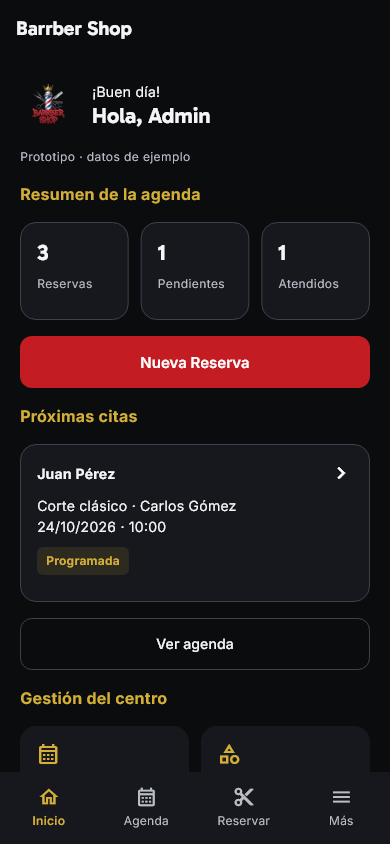 Barrber Shop
¡Buen día!
Hola, Admin
BARBER
SHOP
Prototipo · datos de ejemplo
Resumen de la agenda
3
Reservas
1
Pendientes
1
Atendidos
Nueva Reserva
Próximas citas
Juan Pérez
Corte clásico · Carlos Gómez
24/10/2026 · 10:00
Programada
Ver agenda
Gestión del centro
Inicio
Agenda
Reservar
Más